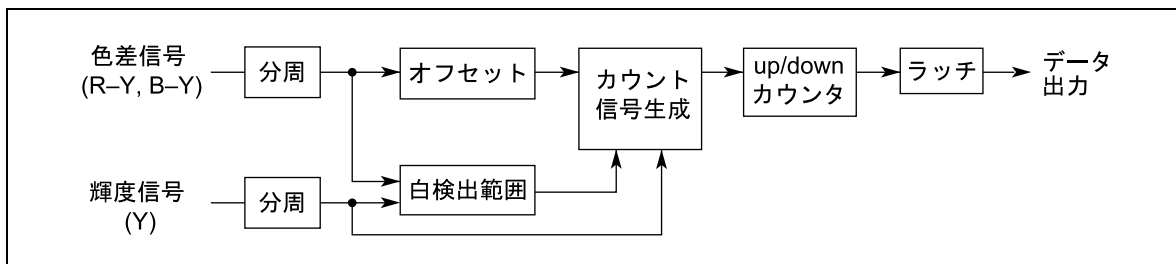 色差信号
(R–Y, B–Y)
分周
オフセット
カウント
信号生成
up/down
カウンタ
ラッチ
データ
出力
輝度信号
(Y)
分周
白検出範囲